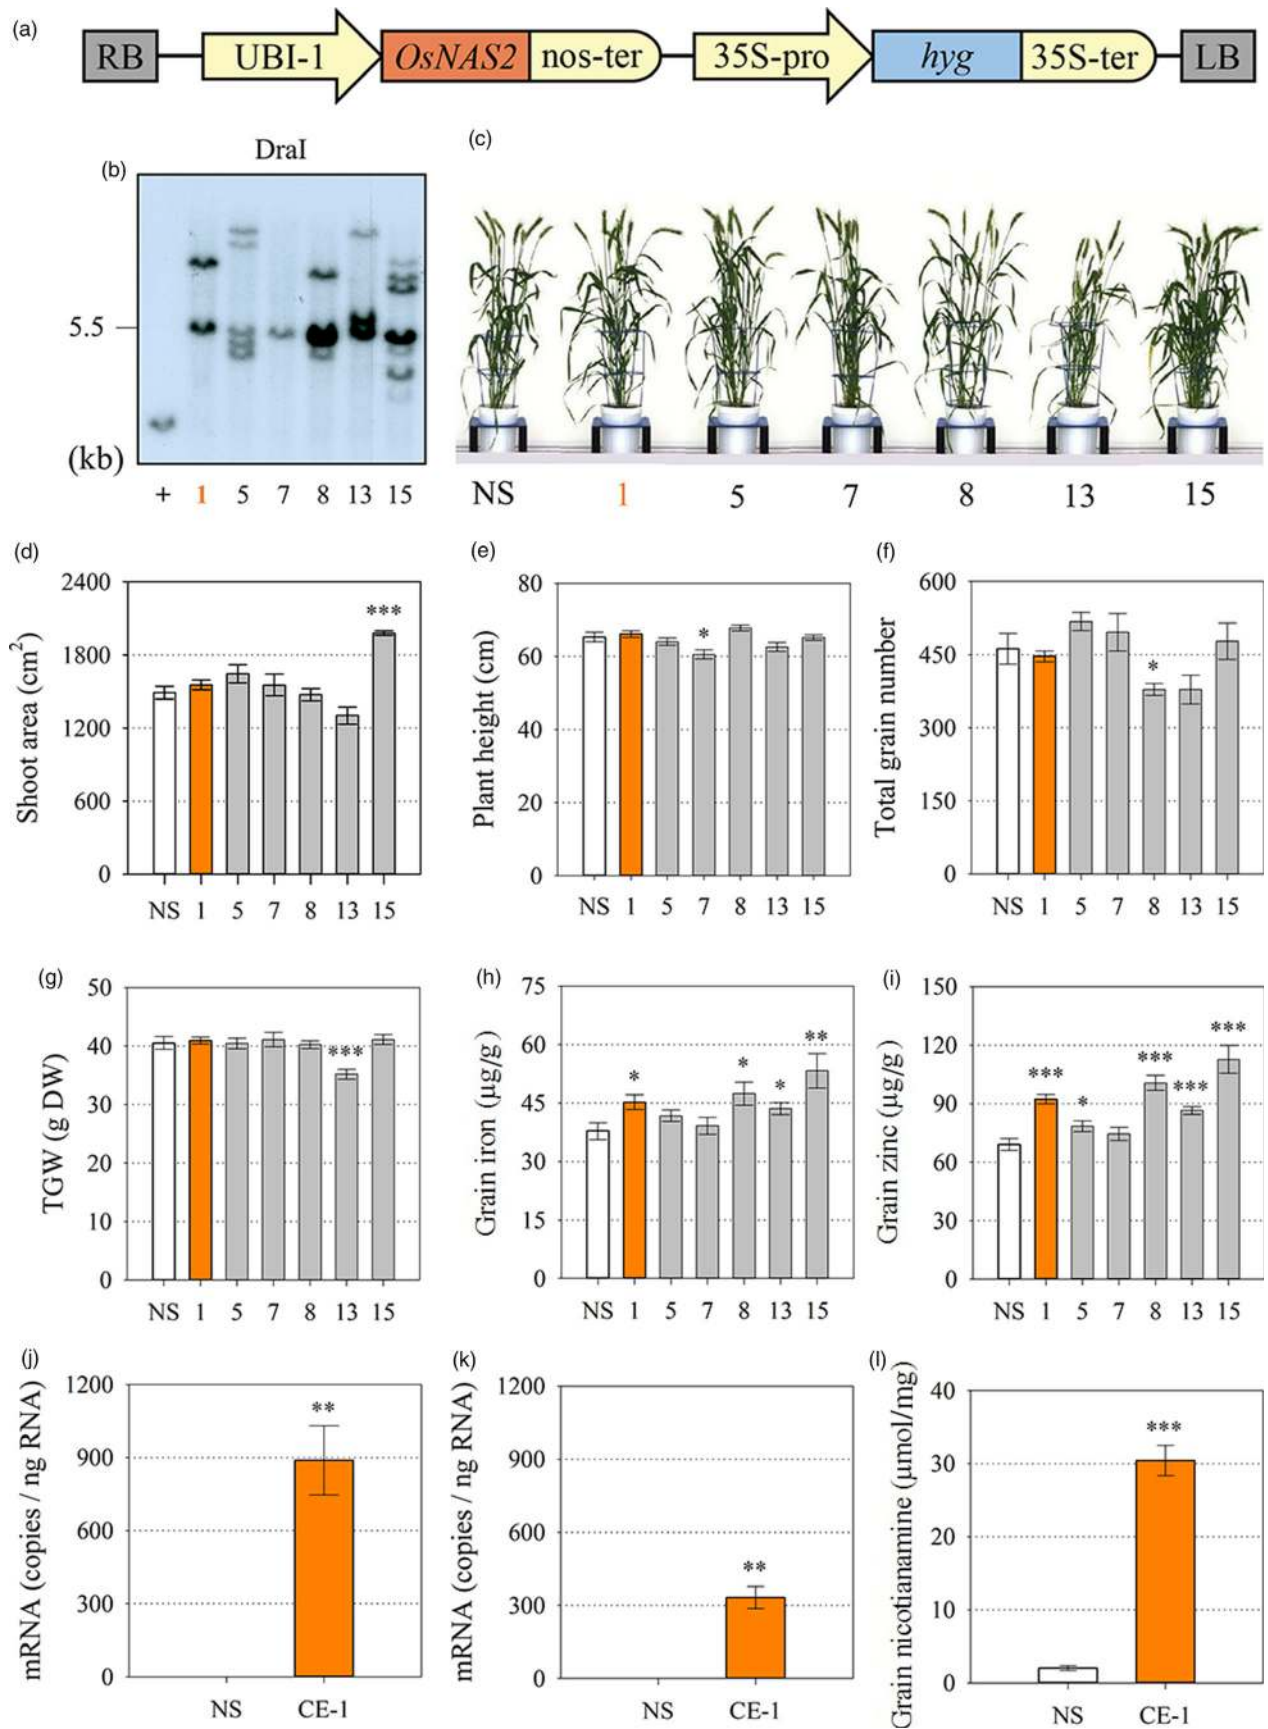 (a)
RB UBI-1 OsNAS2 nos-ter 35S-pro hyg 35S-ter LB
(b)
DraI
5.5
(kb)
+ 1 5 7 8 13 15
(c)
NS 1 5 7 8 13 15
(d)
Shoot area (cm²)
2400
1800
1200
600
0
***
NS 1 5 7 8 13 15
(e)
Plant height (cm)
80
60
40
20
0
*
NS 1 5 7 8 13 15
(f)
Total grain number
600
450
300
150
0
*
NS 1 5 7 8 13 15
(g)
TGW (g DW)
50
40
30
20
10
0
***
NS 1 5 7 8 13 15
(h)
Grain iron (µg/g)
75
60
45
30
15
0
* * * **
NS 1 5 7 8 13 15
(i)
Grain zinc (µg/g)
150
120
90
60
30
0
*** * *** *** ***
NS 1 5 7 8 13 15
(j)
mRNA (copies / ng RNA)
1200
900
600
300
0
**
NS CE-1
(k)
mRNA (copies / ng RNA)
1200
900
600
300
0
**
NS CE-1
(l)
Grain nicotianamine (µmol/mg)
40
30
20
10
0
***
NS CE-1